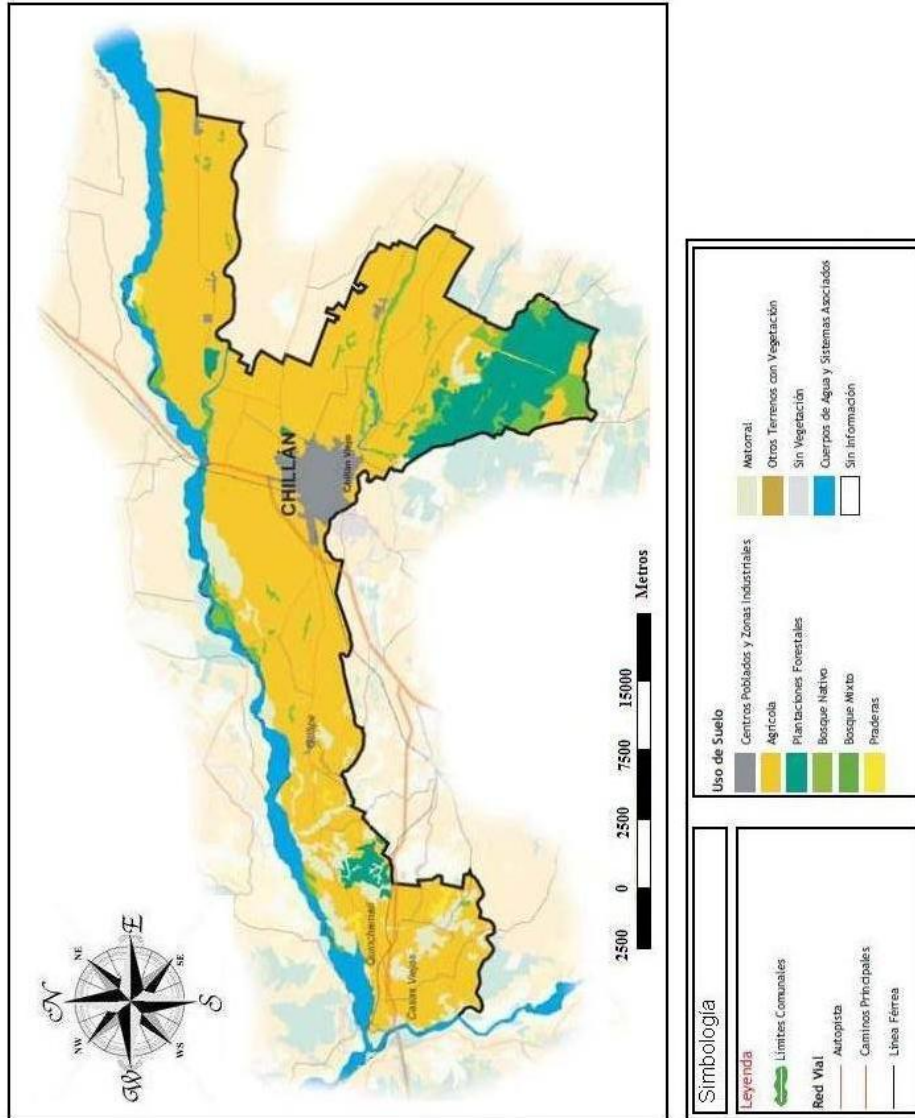 N
NE
E
SE
S
WS
W
NW
CHILLÁN
Chillán Viejo
Quinchamalí
Casas Viejas
2500
0
2500
7500
15000
Metros
Simbología
Leyenda
Límites Comunales
Red Vial
Autopista
Caminos Principales
Línea Férrea
Uso de Suelo
Centros Poblados y Zonas Industriales
Agrícola
Plantaciones Forestales
Bosque Nativo
Bosque Mixto
Praderas
Matorral
Otros Terrenos con Vegetación
Sin Vegetación
Cuerpos de Agua y Sistemas Asociados
Sin Información